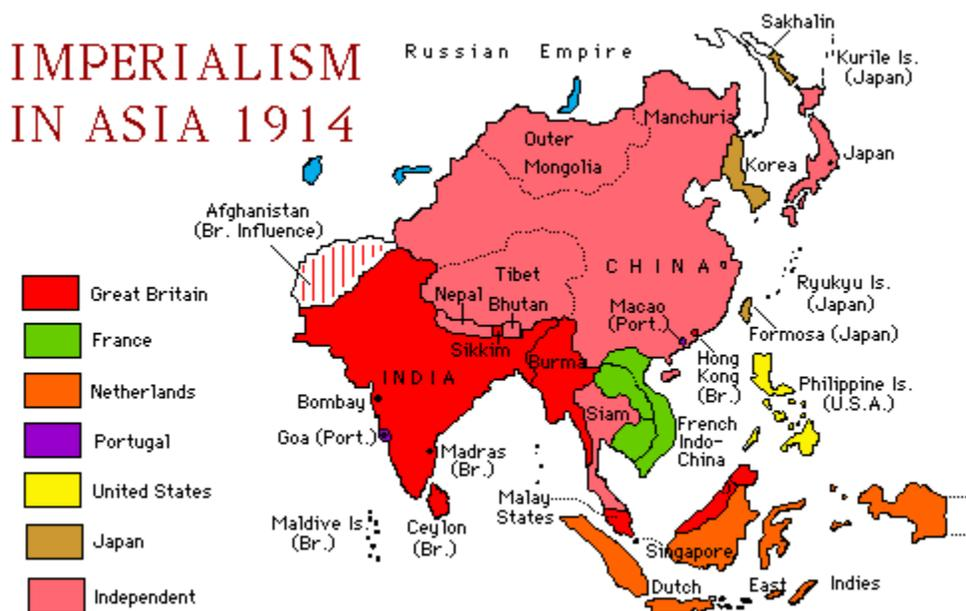 IMPERIALISM
IN ASIA 1914
Russian Empire
Sakhalin
Kurile Is.
(Japan)
Manchuria
Outer
Mongolia
Korea
Japan
Afghanistan
(Br. Influence)
CHINA
Tibet
Nepal
Bhutan
Macao
(Port.)
Ryukyu Is.
(Japan)
Formosa (Japan)
Sikkim
Burma
Hong
Kong
(Br.)
INDIA
Philippine Is.
(U.S.A.)
Bombay
Siam
French
Indo-
China
Goa (Port.)
Madras
(Br.)
Malay
States
Maldive Is.
(Br.)
Ceylon
(Br.)
Singapore
Dutch East Indies
Great Britain
France
Netherlands
Portugal
United States
Japan
Independent